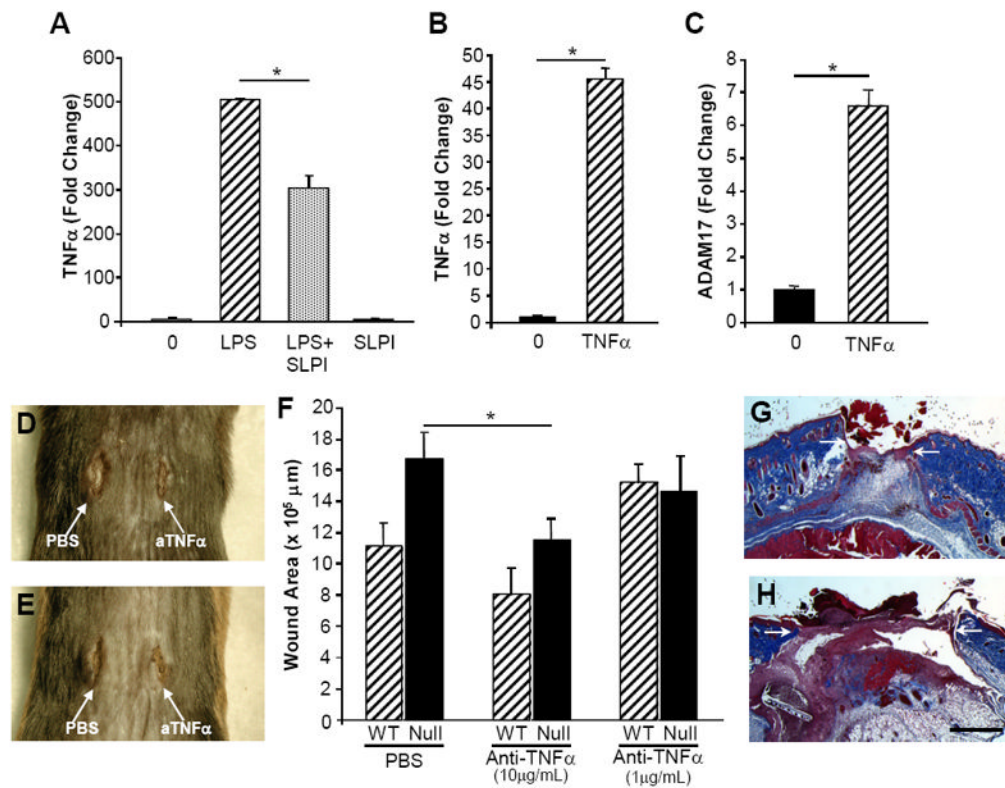 A
TNFα (Fold Change)
600
500
400
300
200
100
0
*
0 LPS LPS+ SLPI
SLPI
B
TNFα (Fold Change)
50
45
40
35
30
25
20
15
10
5
0
*
0 TNFα
C
ADAM17 (Fold Change)
8
7
6
5
4
3
2
1
0
*
0 TNFα
D
PBS aTNFα
E
PBS aTNFα
F
Wound Area (x 10⁵ μm)
20
18
16
14
12
10
8
6
4
2
0
*
WT Null WT Null WT Null
PBS Anti-TNFα Anti-TNFα
(10μg/mL) (1μg/mL)
G
H